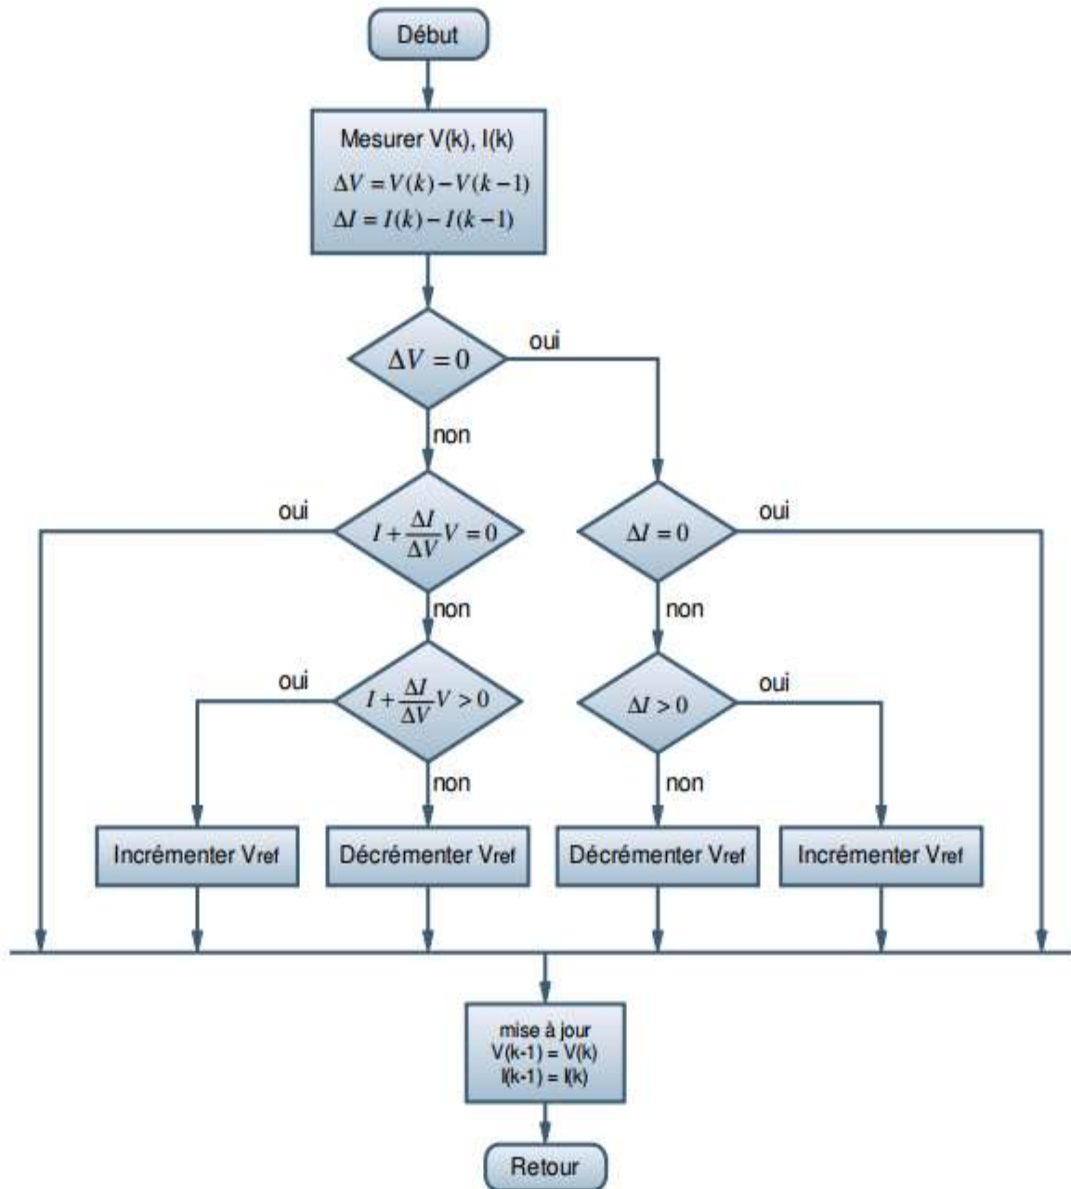 Début
Mesurer V(k), I(k)
ΔV = V(k) − V(k − 1)
ΔI = I(k) − I(k − 1)
ΔV = 0
oui
non
oui
I + ΔI/ΔV V = 0
ΔI = 0
oui
non
non
oui
I + ΔI/ΔV V > 0
ΔI > 0
oui
non
non
Incrémenter Vref
Décrémenter Vref
Décrémenter Vref
Incrémenter Vref
mise à jour
V(k-1) = V(k)
I(k-1) = I(k)
Retour